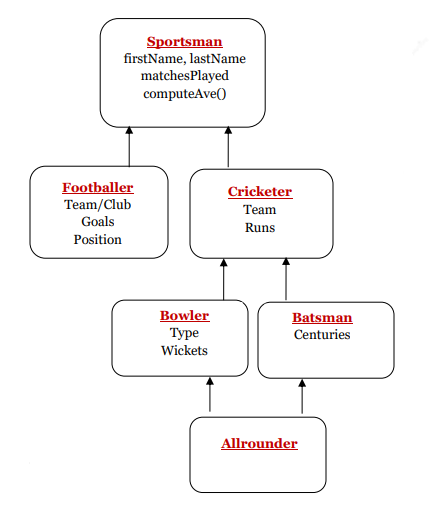 Sportsman
firstName, lastName
matchesPlayed
computeAve()
Footballer
Team/Club
Goals
Position
Cricketer
Team
Runs
Bowler
Type
Wickets
Batsman
Centuries
Allrounder